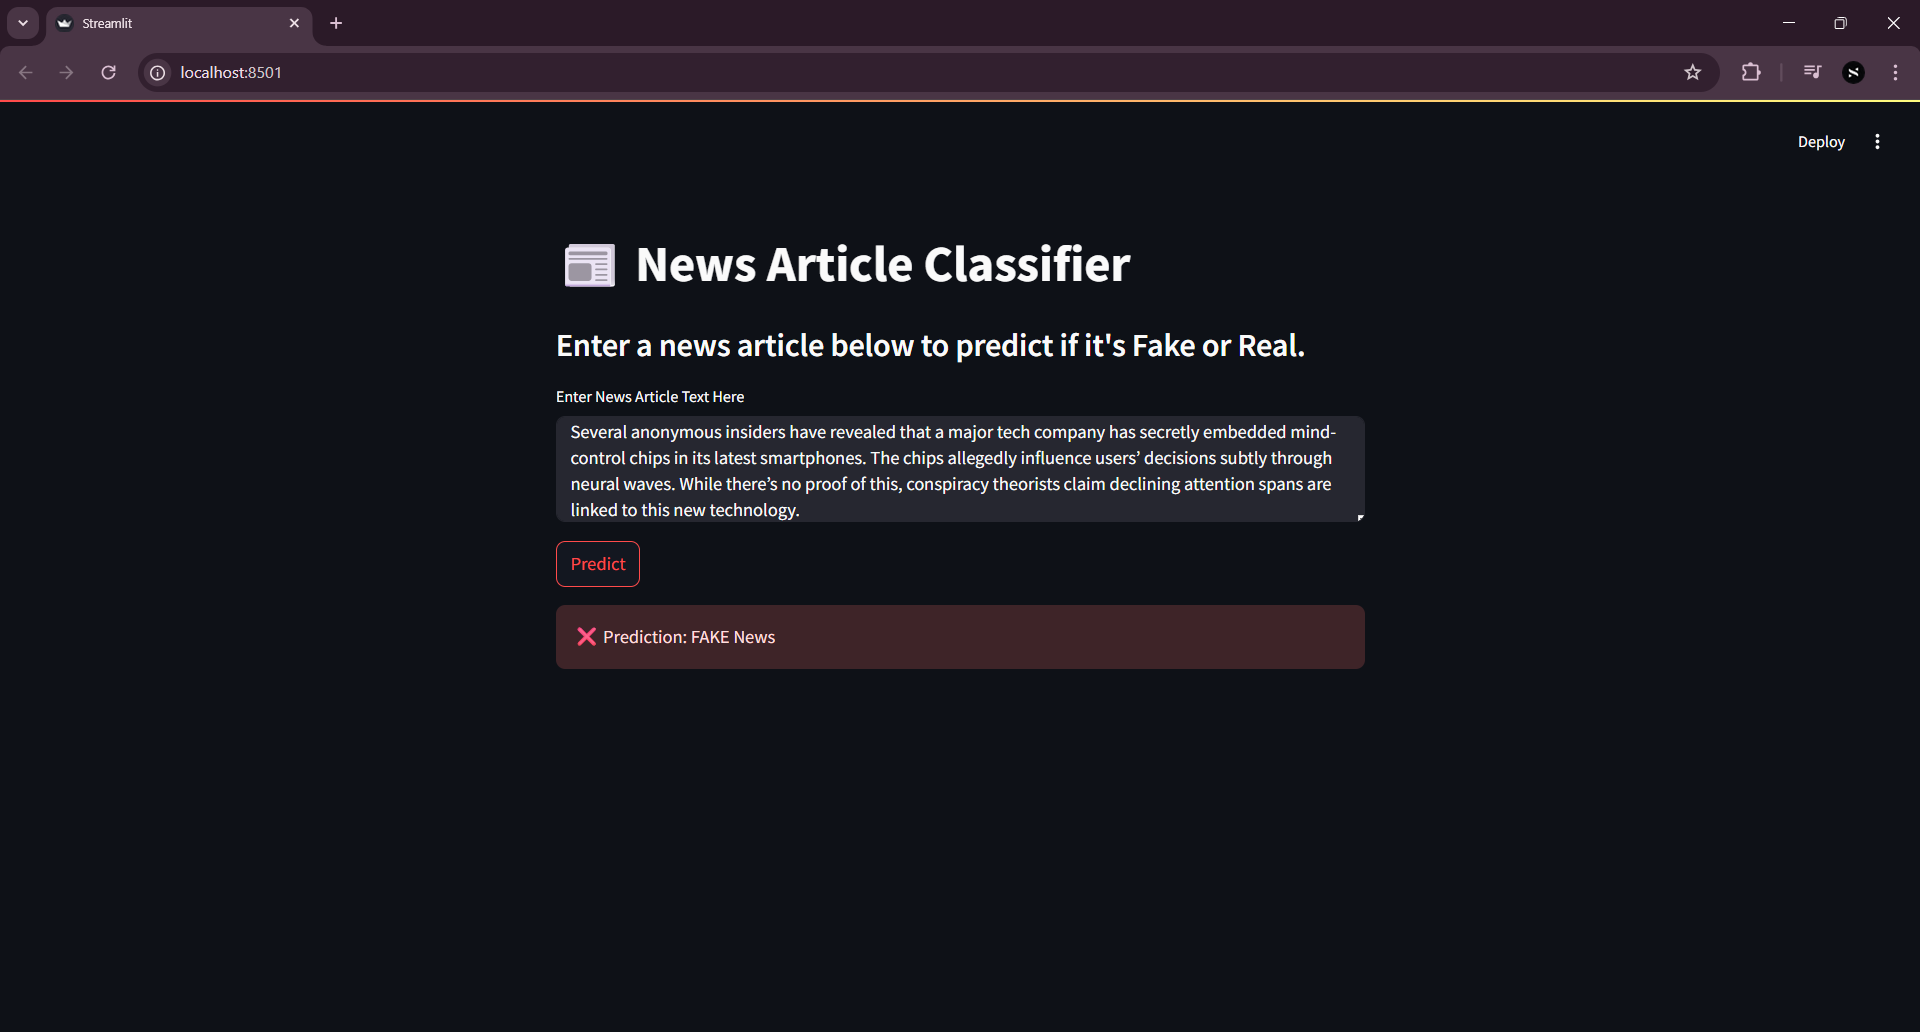 Streamlit
localhost:8501
Deploy
News Article Classifier
Enter a news article below to predict if it's Fake or Real.
Enter News Article Text Here
Several anonymous insiders have revealed that a major tech company has secretly embedded mind-
control chips in its latest smartphones. The chips allegedly influence users’ decisions subtly through
neural waves. While there’s no proof of this, conspiracy theorists claim declining attention spans are
linked to this new technology.
Predict
❌ Prediction: FAKE News